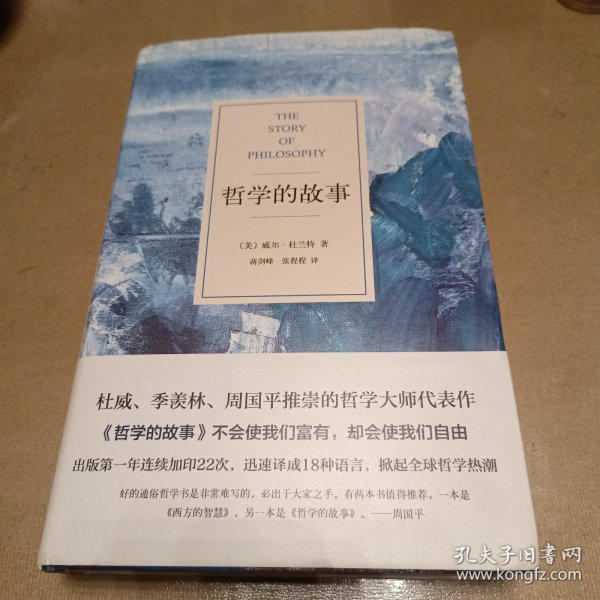 THE
STORY
OF
PHILOSOPHY
哲学的故事
〔美〕威尔·杜兰特 著
蒋剑峰 张程程 译
杜威、季羡林、周国平推崇的哲学大师代表作
《哲学的故事》不会使我们富有，却会使我们自由
出版第一年连续加印22次，迅速译成18种语言，掀起全球哲学热潮
好的通俗哲学书是非常难写的，必出于大家之手。有两本书值得推荐，一本是
《西方的智慧》，另一本是《哲学的故事》。——周国平
孔夫子旧书网
www.kongfz.com